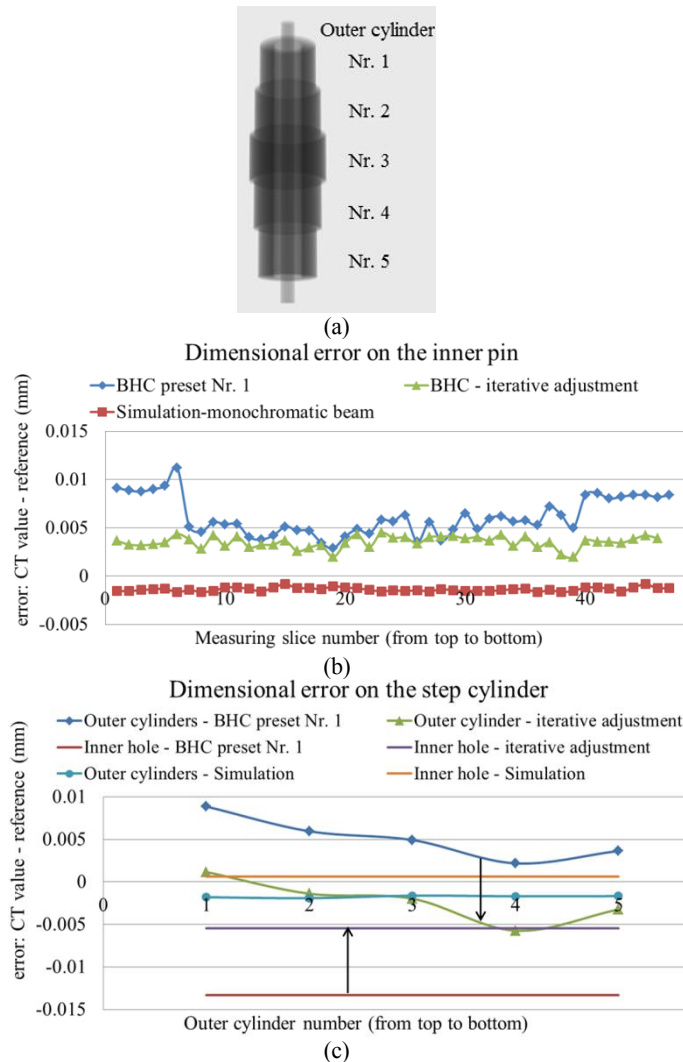 Outer cylinder
Nr. 1
Nr. 2
Nr. 3
Nr. 4
Nr. 5
(a)
Dimensional error on the inner pin
BHC preset Nr. 1
BHC - iterative adjustment
Simulation-monochromatic beam
error: CT value - reference (mm)
0.015
0.01
0.005
0
-0.005
0 10 20 30 40
Measuring slice number (from top to bottom)
(b)
Dimensional error on the step cylinder
Outer cylinders - BHC preset Nr. 1
Outer cylinder - iterative adjustment
Inner hole - BHC preset Nr. 1
Inner hole - iterative adjustment
Outer cylinders - Simulation
Inner hole - Simulation
error: CT value - reference (mm)
0.01
0.005
0
-0.005
-0.01
-0.015
0 1 2 3 4 5
Outer cylinder number (from top to bottom)
(c)